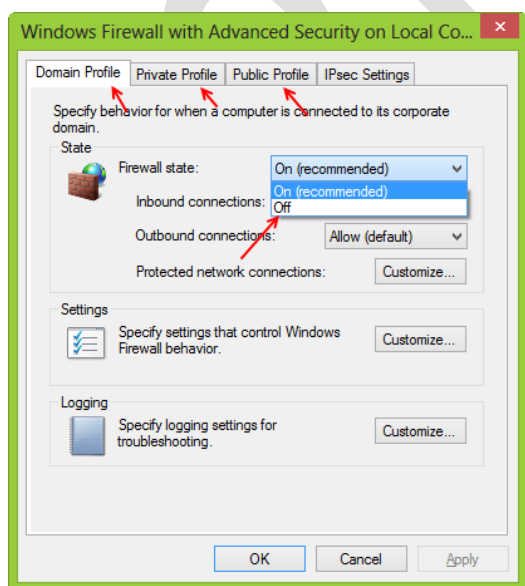 Windows Firewall with Advanced Security on Local Co...
Domain Profile Private Profile Public Profile IPsec Settings
Specify behavior for when a computer is connected to its corporate
domain.
State
Firewall state: On (recommended)
On (recommended)
Inbound connections: Off
Outbound connections: Allow (default)
Protected network connections: Customize...
Settings
Specify settings that control Windows
Firewall behavior.
Customize...
Logging
Specify logging settings for
troubleshooting.
Customize...
OK Cancel Apply